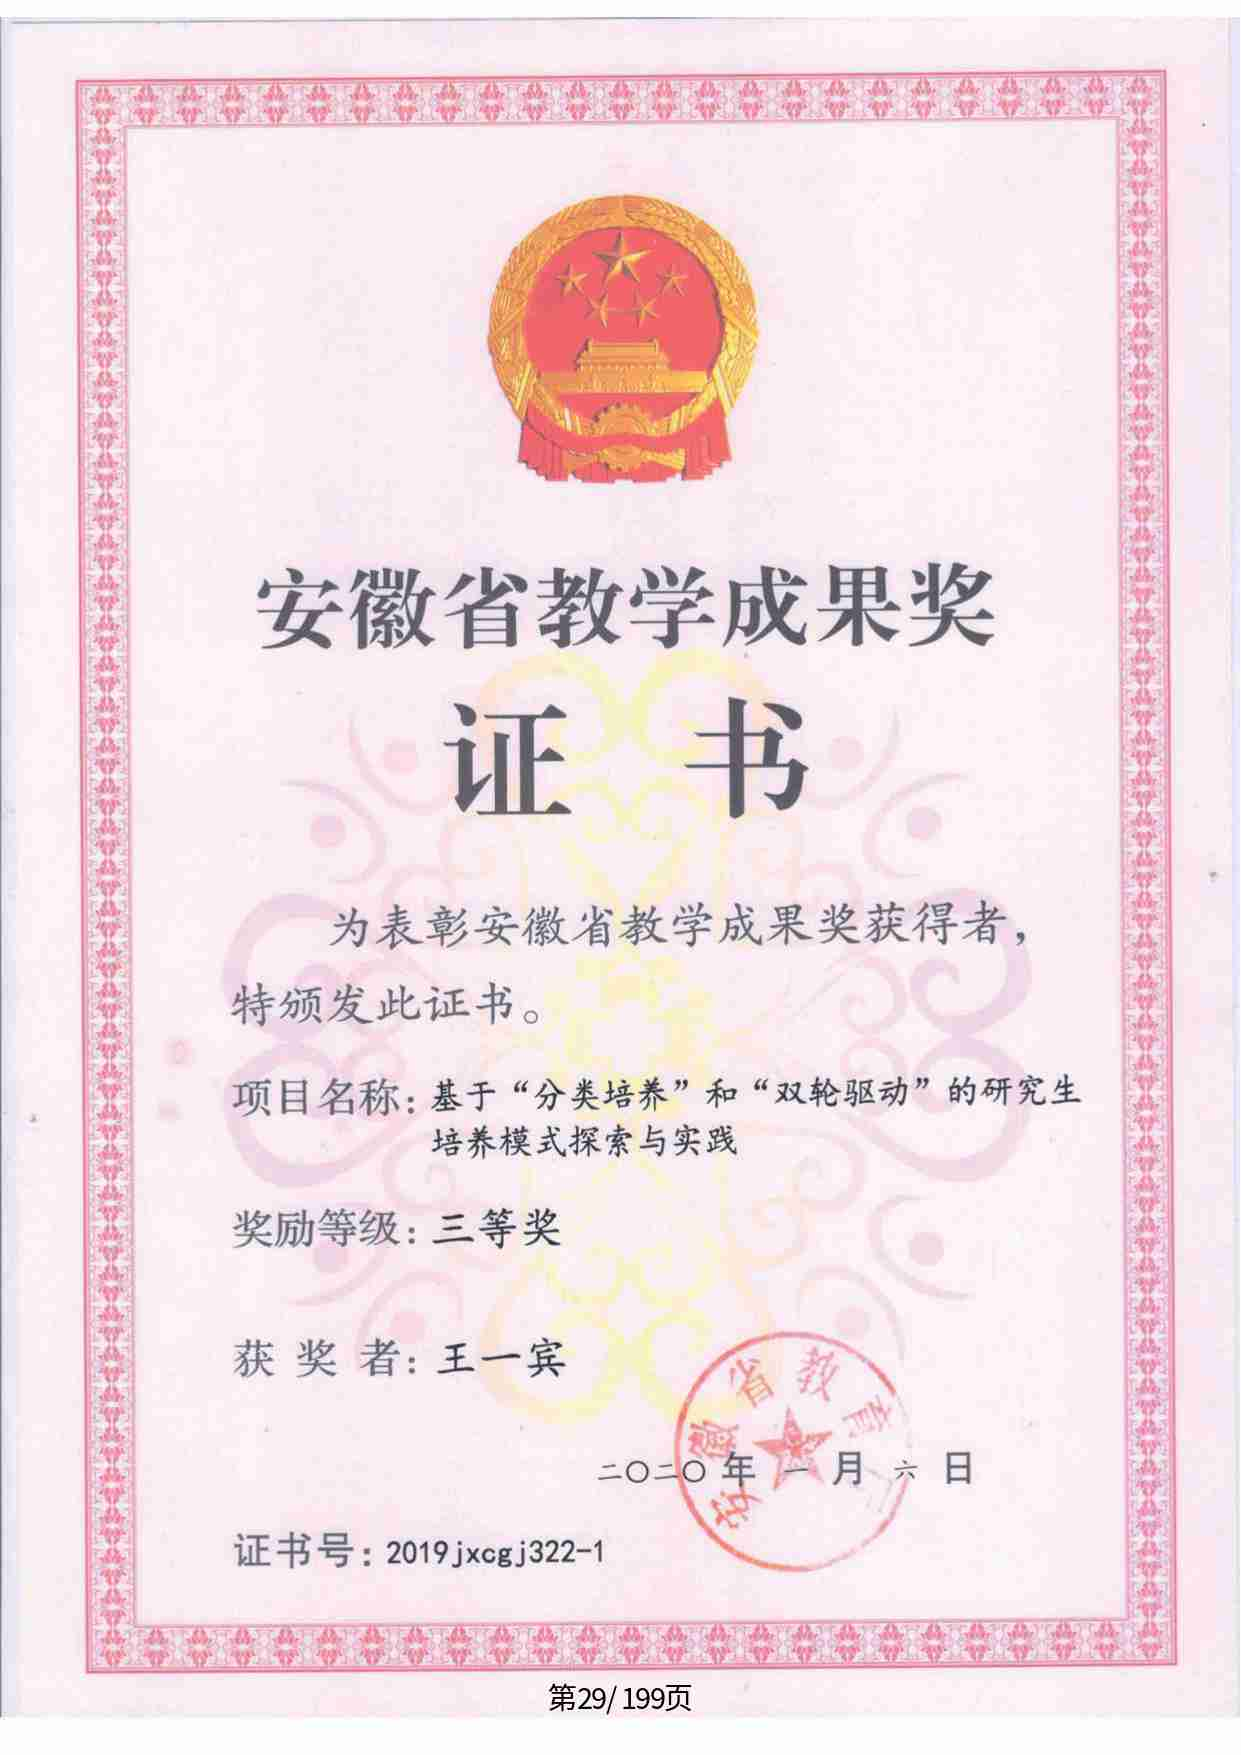 安徽省教学成果奖
证书
为表彰安徽省教学成果奖获得者，
特颁发此证书。
项目名称：基于“分类培养”和“双轮驱动”的研究生
培养模式探索与实践
奖励等级：三等奖
获奖者：王一宾
安徽省教育厅
二〇二〇年一月六日
证书号：2019jxcgj322-1
第29/199页